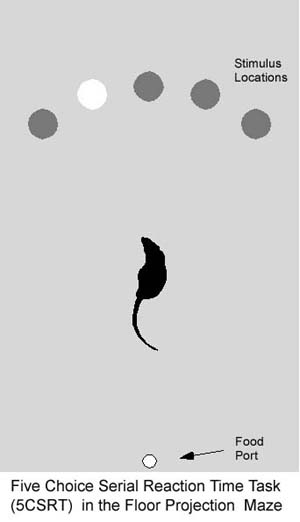 Stimulus
Locations
Food
Port
Five Choice Serial Reaction Time Task
(5CSRT) in the Floor Projection Maze